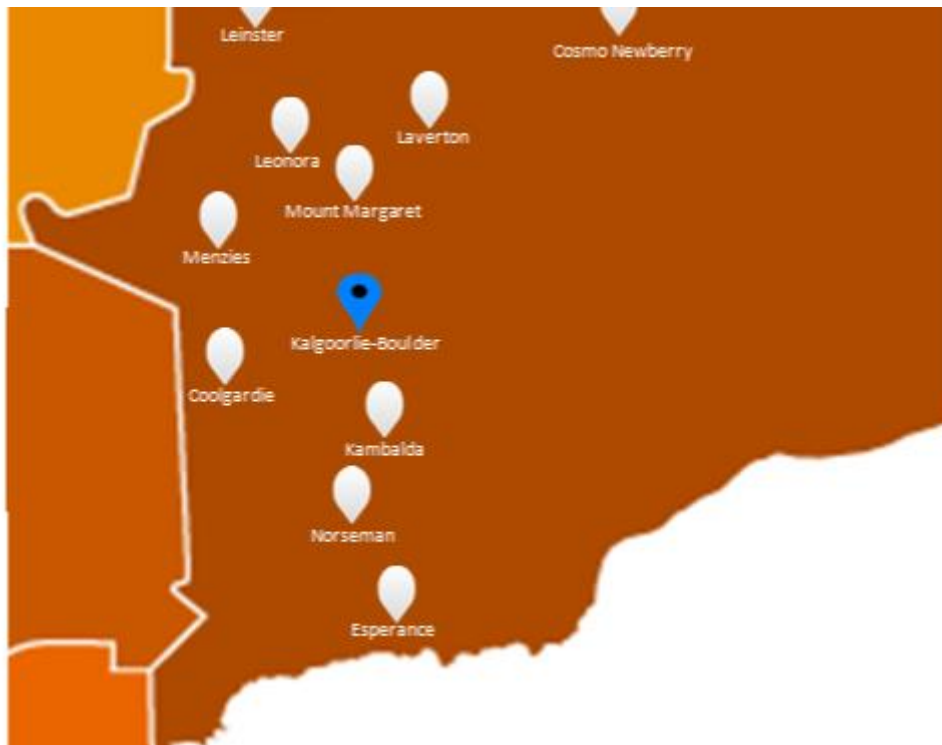 Leinster
Cosmo Newberry
Laverton
Leonora
Mount Margaret
Menzies
Kalgoorlie-Boulder
Coolgardie
Kambalda
Norseman
Esperance